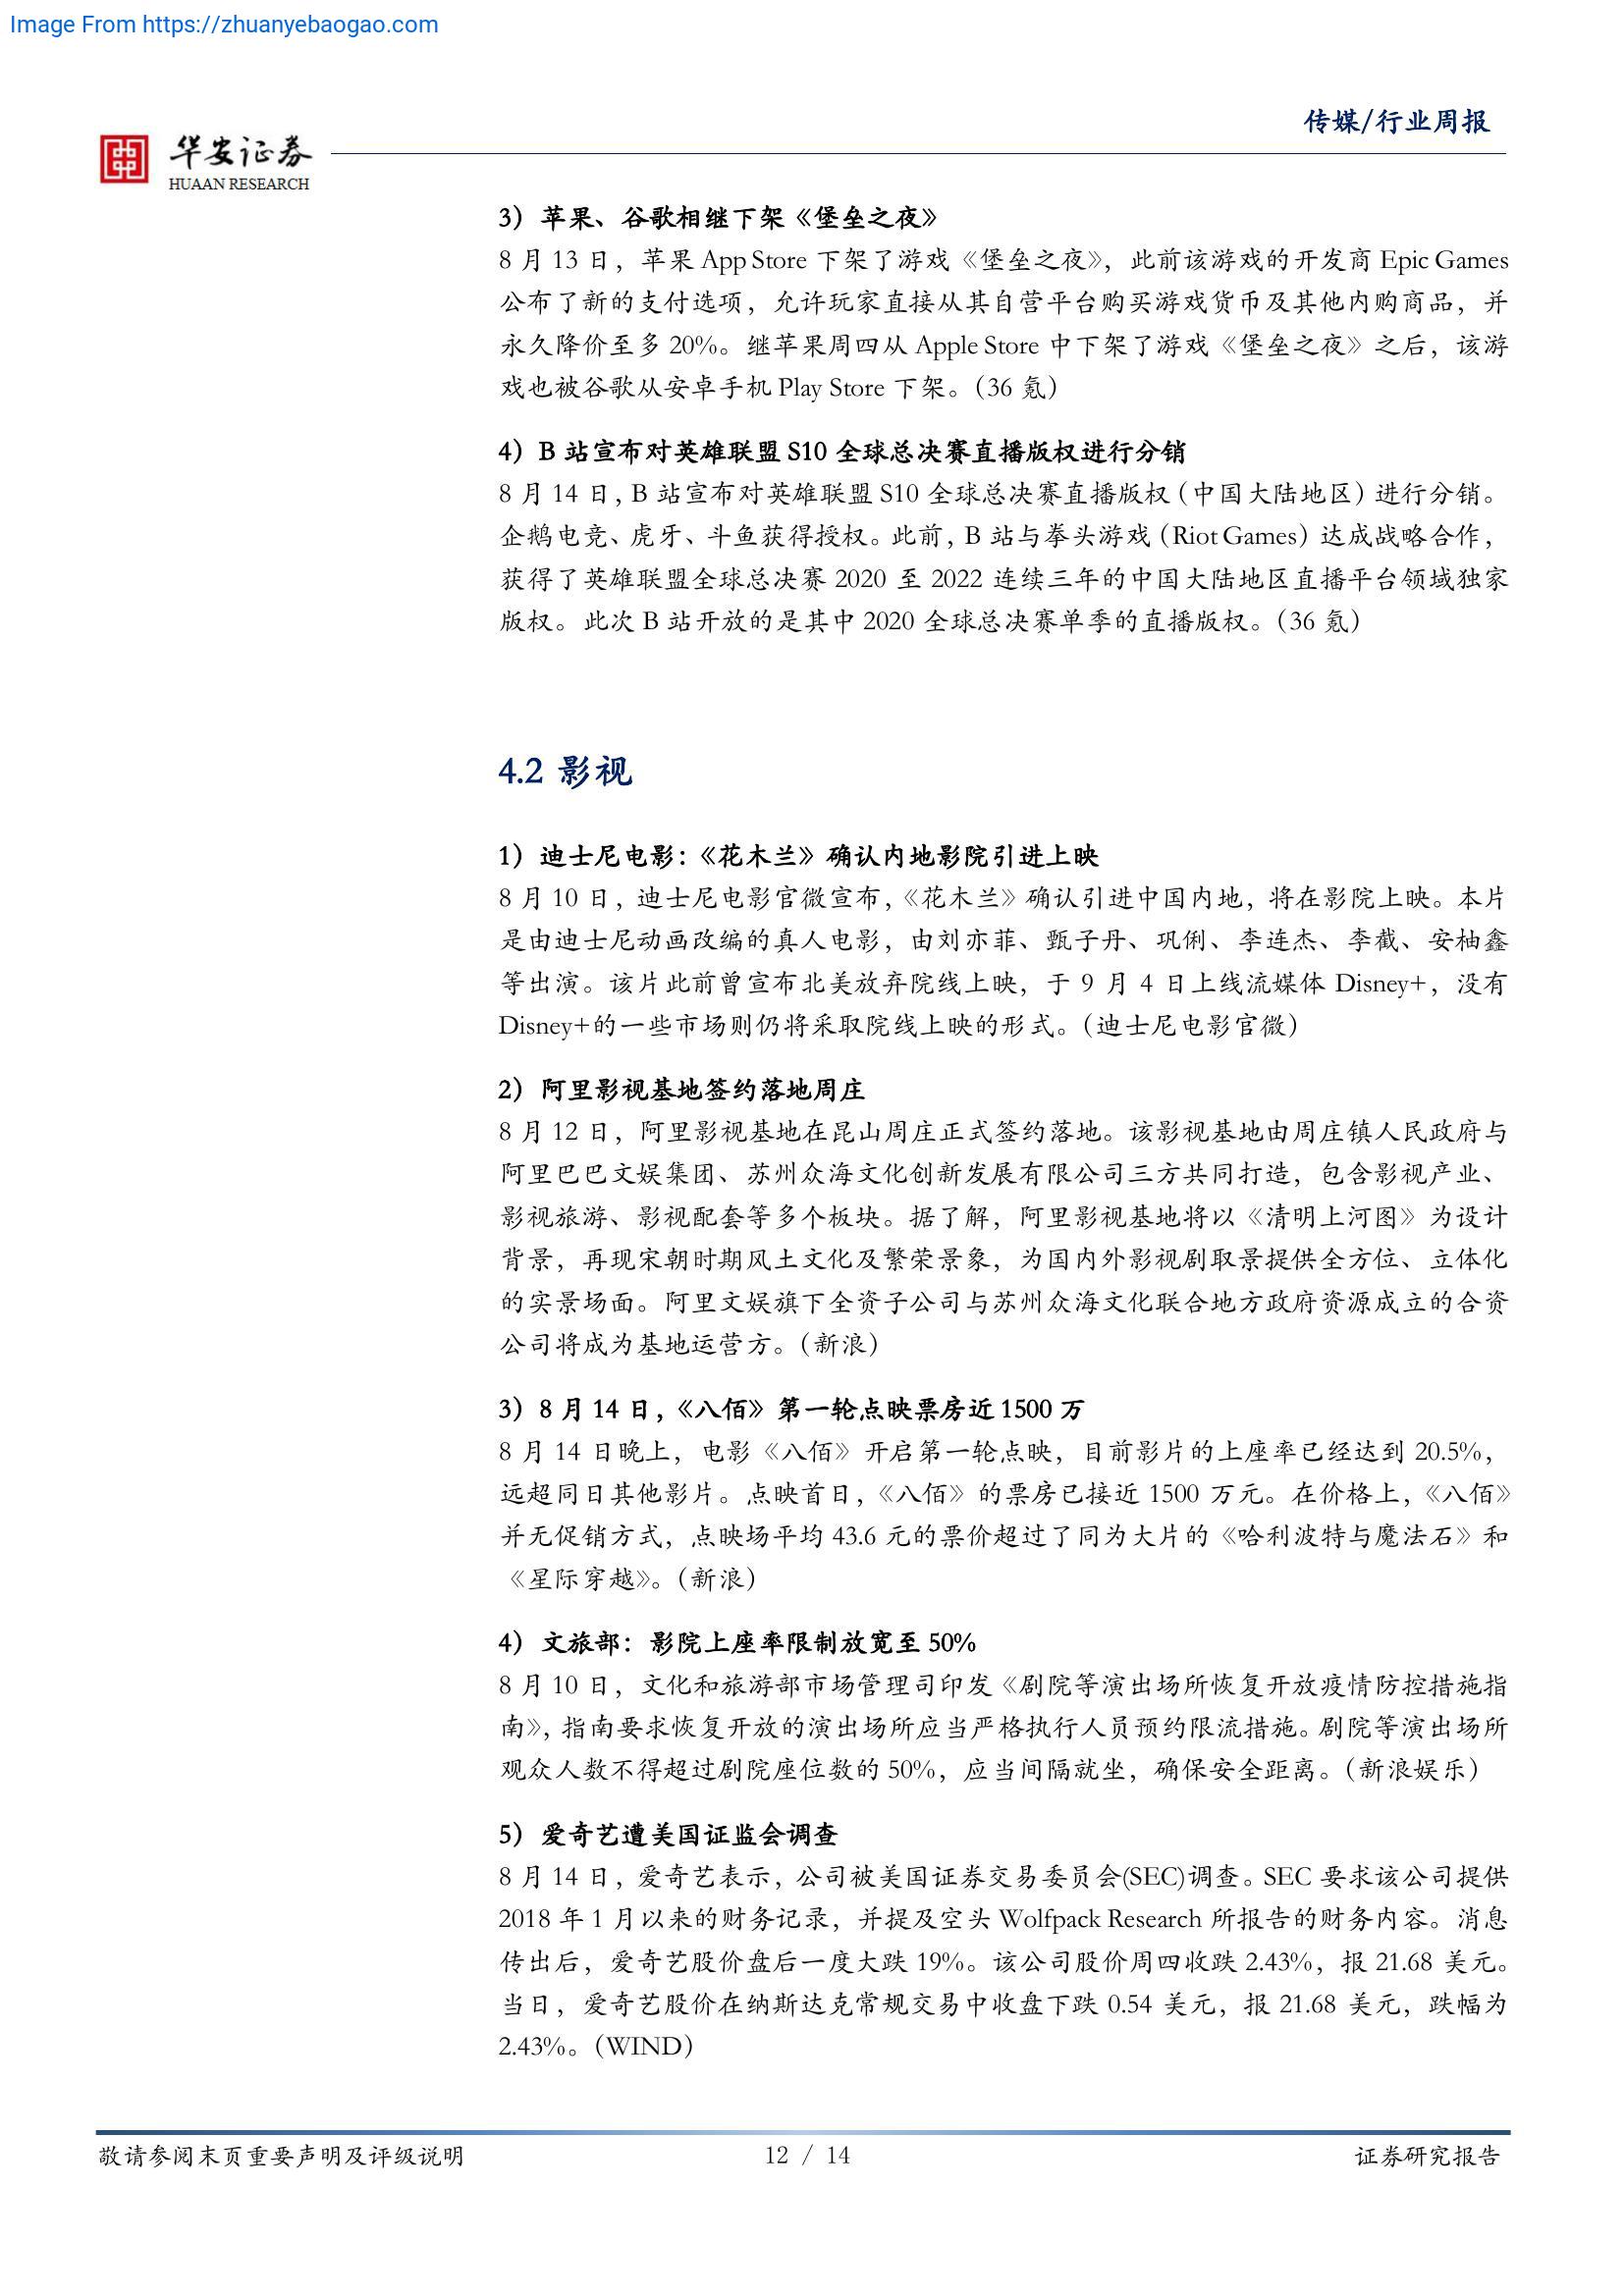 Image From https://zhuanyebaogao.com
传媒/行业周报
华安证券
HUAAN RESEARCH
3）苹果、谷歌相继下架《堡垒之夜》
8 月 13 日，苹果 App Store 下架了游戏《堡垒之夜》，此前该游戏的开发商 Epic Games
公布了新的支付选项，允许玩家直接从其自营平台购买游戏货币及其他内购商品，并
永久降价至多 20%。继苹果周四从 Apple Store 中下架了游戏《堡垒之夜》之后，该游
戏也被谷歌从安卓手机 Play Store 下架。（36 氪）
4）B 站宣布对英雄联盟 S10 全球总决赛直播版权进行分销
8 月 14 日，B 站宣布对英雄联盟 S10 全球总决赛直播版权（中国大陆地区）进行分销。
企鹅电竞、虎牙、斗鱼获得授权。此前，B 站与拳头游戏（Riot Games）达成战略合作，
获得了英雄联盟全球总决赛 2020 至 2022 连续三年的中国大陆地区直播平台领域独家
版权。此次 B 站开放的是其中 2020 全球总决赛单季的直播版权。（36 氪）
4.2 影视
1）迪士尼电影：《花木兰》确认内地影院引进上映
8 月 10 日，迪士尼电影官微宣布，《花木兰》确认引进中国内地，将在影院上映。本片
是由迪士尼动画改编的真人电影，由刘亦菲、甄子丹、巩俐、李连杰、李截、安柚鑫
等出演。该片此前曾宣布北美放弃院线上映，于 9 月 4 日上线流媒体 Disney+，没有
Disney+的一些市场则仍将采取院线上映的形式。（迪士尼电影官微）
2）阿里影视基地签约落地周庄
8 月 12 日，阿里影视基地在昆山周庄正式签约落地。该影视基地由周庄镇人民政府与
阿里巴巴文娱集团、苏州众海文化创新发展有限公司三方共同打造，包含影视产业、
影视旅游、影视配套等多个板块。据了解，阿里影视基地将以《清明上河图》为设计
背景，再现宋朝时期风土文化及繁荣景象，为国内外影视剧取景提供全方位、立体化
的实景场面。阿里文娱旗下全资子公司与苏州众海文化联合地方政府资源成立的合资
公司将成为基地运营方。（新浪）
3）8 月 14 日，《八佰》第一轮点映票房近 1500 万
8 月 14 日晚上，电影《八佰》开启第一轮点映，目前影片的上座率已经达到 20.5%，
远超同日其他影片。点映首日，《八佰》的票房已接近 1500 万元。在价格上，《八佰》
并无促销方式，点映场平均 43.6 元的票价超过了同为大片的《哈利波特与魔法石》和
《星际穿越》。（新浪）
4）文旅部：影院上座率限制放宽至 50%
8 月 10 日，文化和旅游部市场管理司印发《剧院等演出场所恢复开放疫情防控措施指
南》，指南要求恢复开放的演出场所应当严格执行人员预约限流措施。剧院等演出场所
观众人数不得超过剧院座位数的 50%，应当间隔就坐，确保安全距离。（新浪娱乐）
5）爱奇艺遭美国证监会调查
8 月 14 日，爱奇艺表示，公司被美国证券交易委员会(SEC)调查。SEC 要求该公司提供
2018 年 1 月以来的财务记录，并提及空头 Wolfpack Research 所报告的财务内容。消息
传出后，爱奇艺股价盘后一度大跌 19%。该公司股价周四收跌 2.43%，报 21.68 美元。
当日，爱奇艺股价在纳斯达克常规交易中收盘下跌 0.54 美元，报 21.68 美元，跌幅为
2.43%。（WIND）
敬请参阅末页重要声明及评级说明
12 / 14
证券研究报告